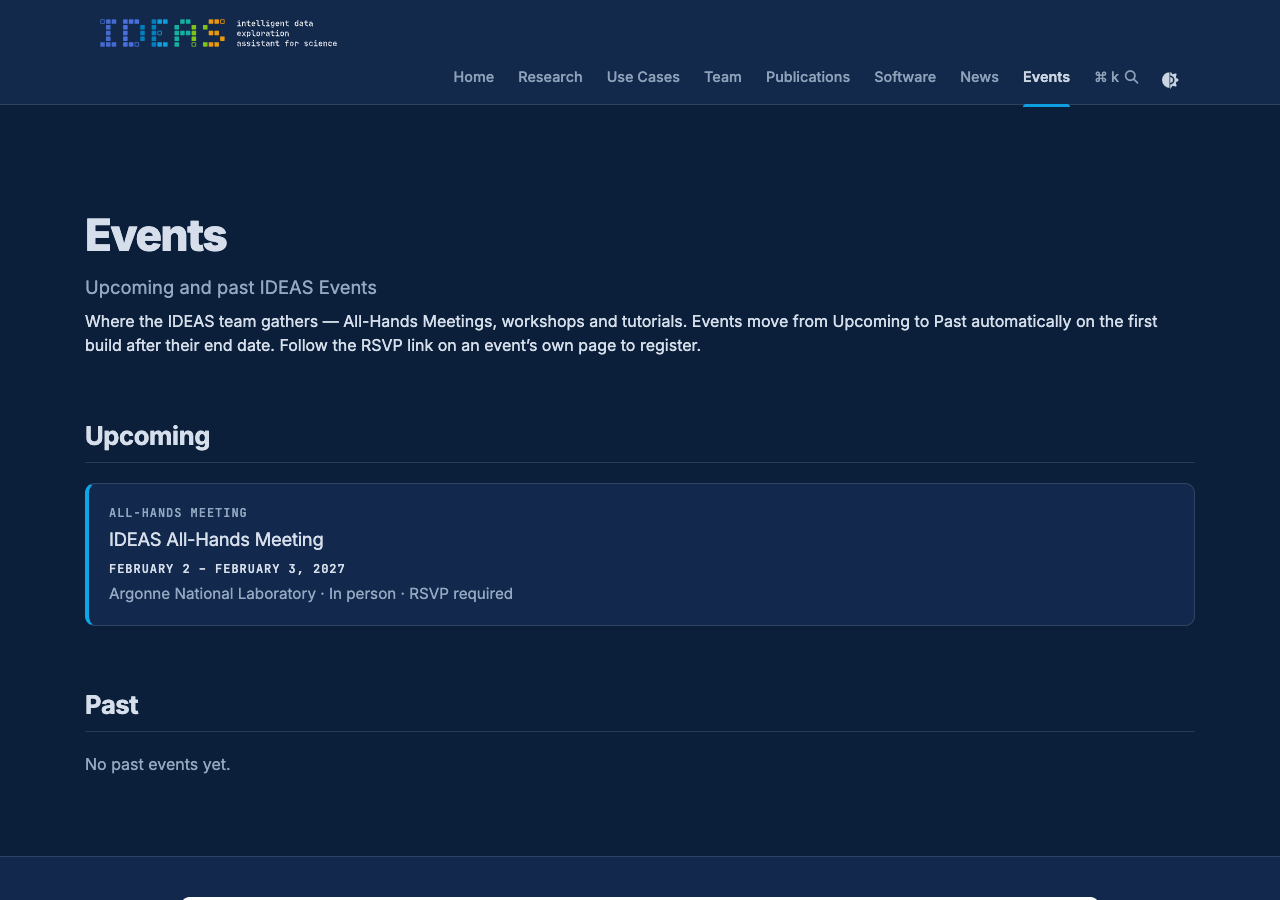 IDEAS
intelligent data
exploration
assistant for science
Home Research Use Cases Team Publications Software News Events ⌘ k
Events
Upcoming and past IDEAS Events
Where the IDEAS team gathers — All-Hands Meetings, workshops and tutorials. Events move from Upcoming to Past automatically on the first
build after their end date. Follow the RSVP link on an event’s own page to register.
Upcoming
ALL-HANDS MEETING
IDEAS All-Hands Meeting
FEBRUARY 2 – FEBRUARY 3, 2027
Argonne National Laboratory · In person · RSVP required
Past
No past events yet.